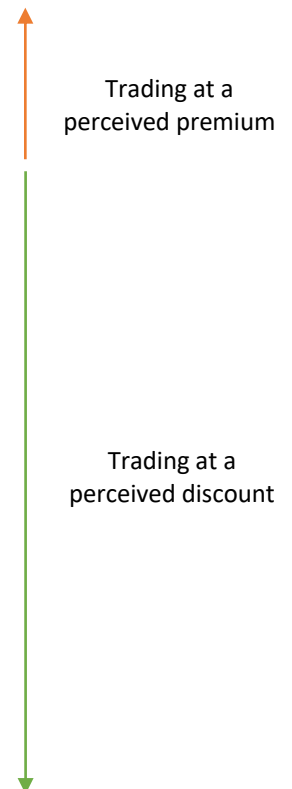 Trading at a
perceived premium
Trading at a
perceived discount